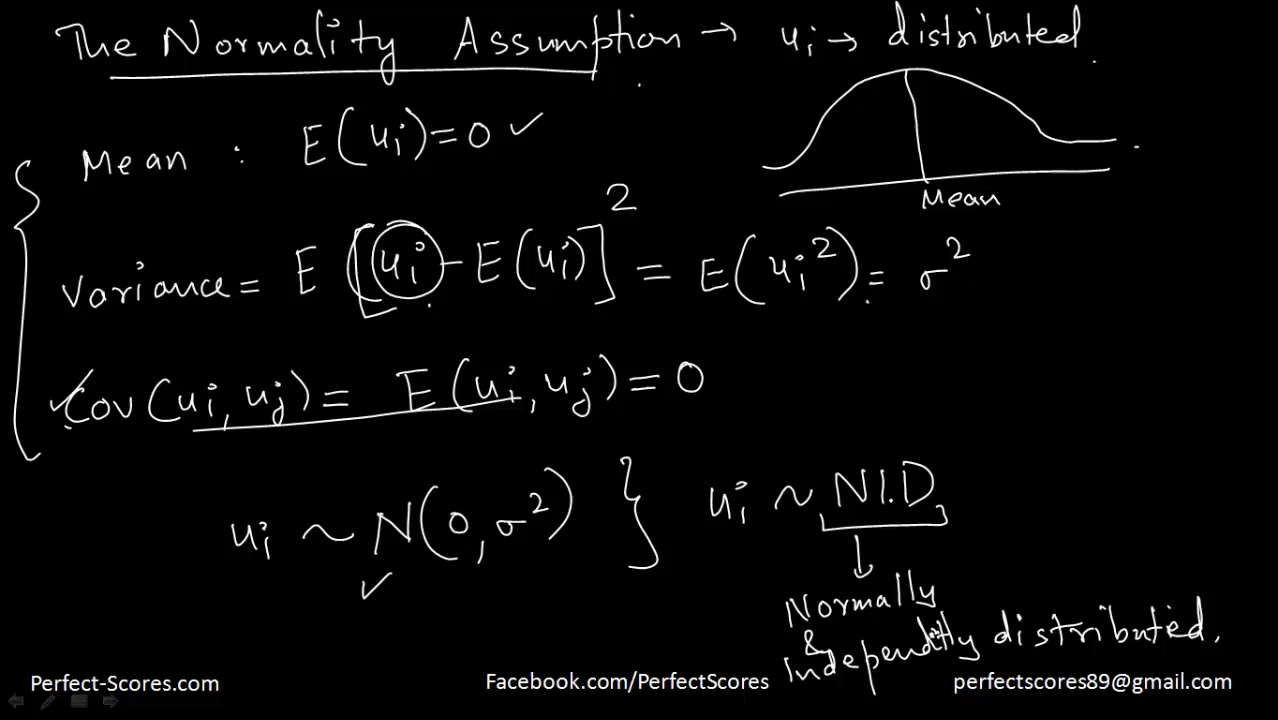 The Normality Assumption → ui → distributed.
Mean : E(ui)=0 ✓
Mean
Variance = E[ui - E(ui)]² = E(ui²) = σ²
Cov(ui, uj) = E(ui, uj) = 0
ui ~ N(0, σ²) } ui ~ N.I.D
✓
Normally
&
Independently distributed.
Perfect-Scores.com
Facebook.com/PerfectScores
perfectscores89@gmail.com